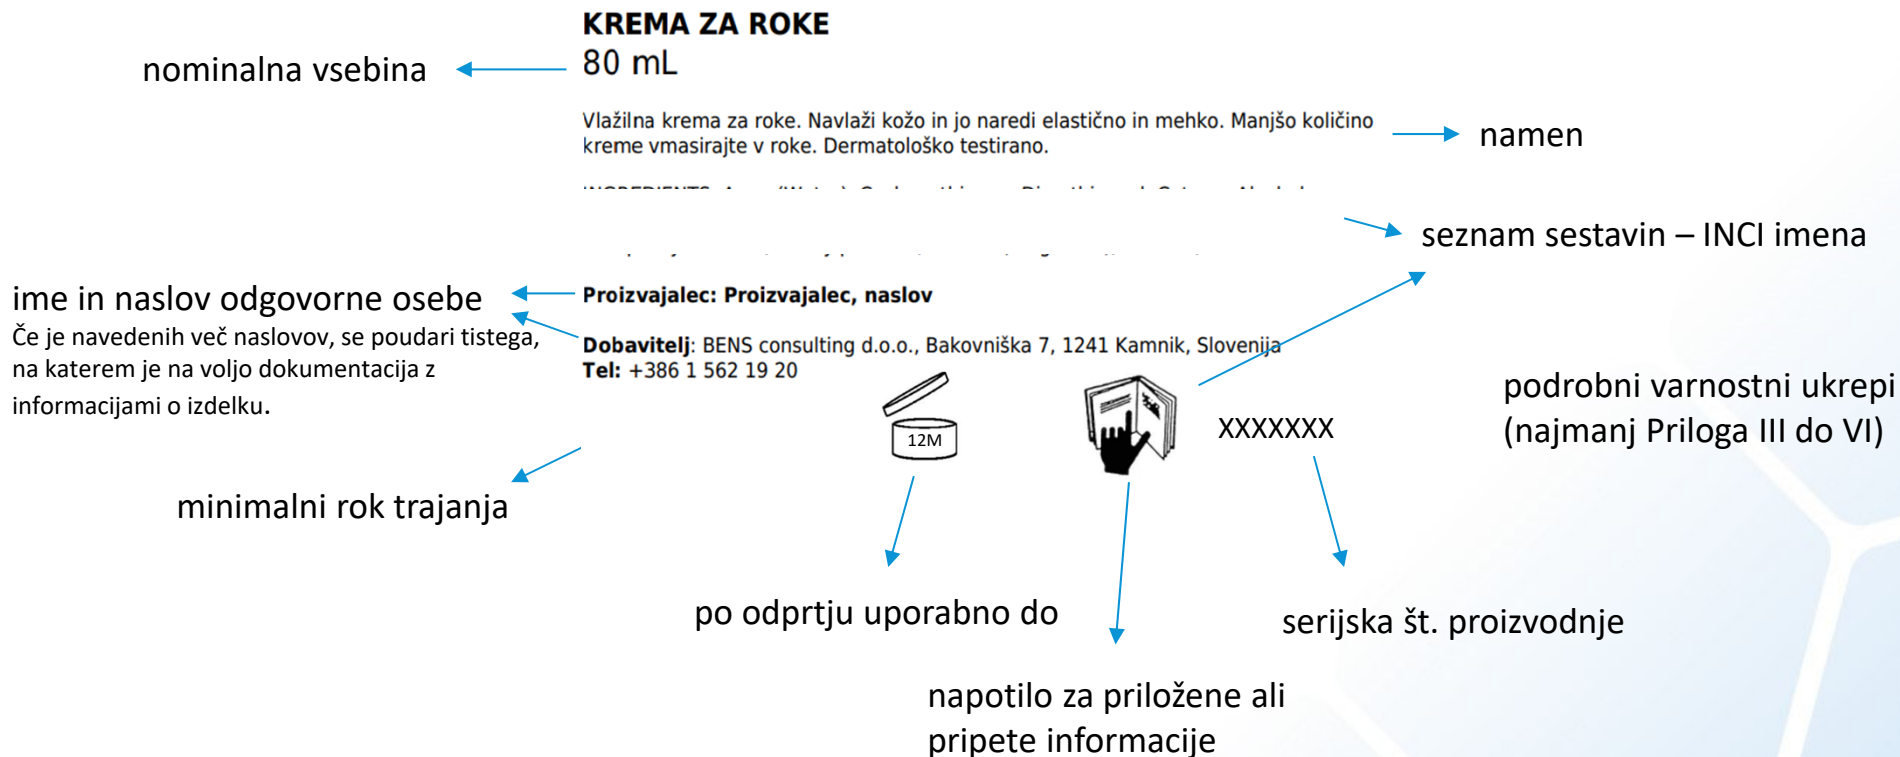 KREMA ZA ROKE
80 mL
nominalna vsebina
Vlažilna krema za roke. Navlaži kožo in jo naredi elastično in mehko. Manjšo količino
kreme vmasirajte v roke. Dermatološko testirano.
namen
seznam sestavin – INCI imena
ime in naslov odgovorne osebe
Če je navedenih več naslovov, se poudari tistega,
na katerem je na voljo dokumentacija z
informacijami o izdelku.
Proizvajalec: Proizvajalec, naslov
Dobavitelj: BENS consulting d.o.o., Bakovniška 7, 1241 Kamnik, Slovenija
Tel: +386 1 562 19 20
12M
XXXXXXX
podrobni varnostni ukrepi
(najmanj Priloga III do VI)
minimalni rok trajanja
po odprtju uporabno do
serijska št. proizvodnje
napotilo za priložene ali
pripete informacije